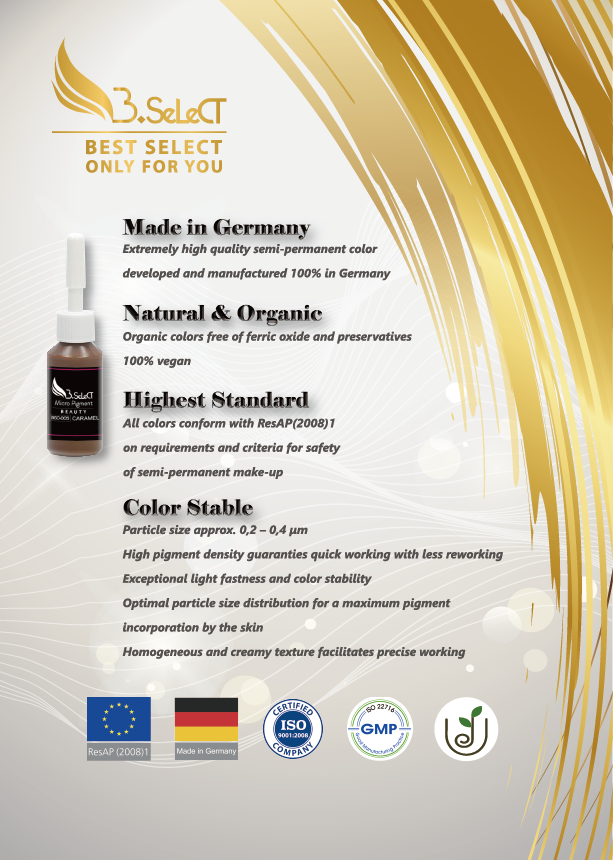 B.SeLeCT
BEST SELECT
ONLY FOR YOU
Made in Germany
Extremely high quality semi-permanent color
developed and manufactured 100% in Germany
Natural & Organic
Organic colors free of ferric oxide and preservatives
100% vegan
Highest Standard
All colors conform with ResAP(2008)1
on requirements and criteria for safety
of semi-permanent make-up
Color Stable
Particle size approx. 0,2 – 0,4 μm
High pigment density guaranties quick working with less reworking
Exceptional light fastness and color stability
Optimal particle size distribution for a maximum pigment
incorporation by the skin
Homogeneous and creamy texture facilitates precise working
B.SeLeCT
Micro Pigment
BEAUTY
CARAMEL
ResAP (2008)1
Made in Germany
CERTIFIED
ISO
9001:2008
COMPANY
ISO 22716
GMP
Good Manufacturing Practice